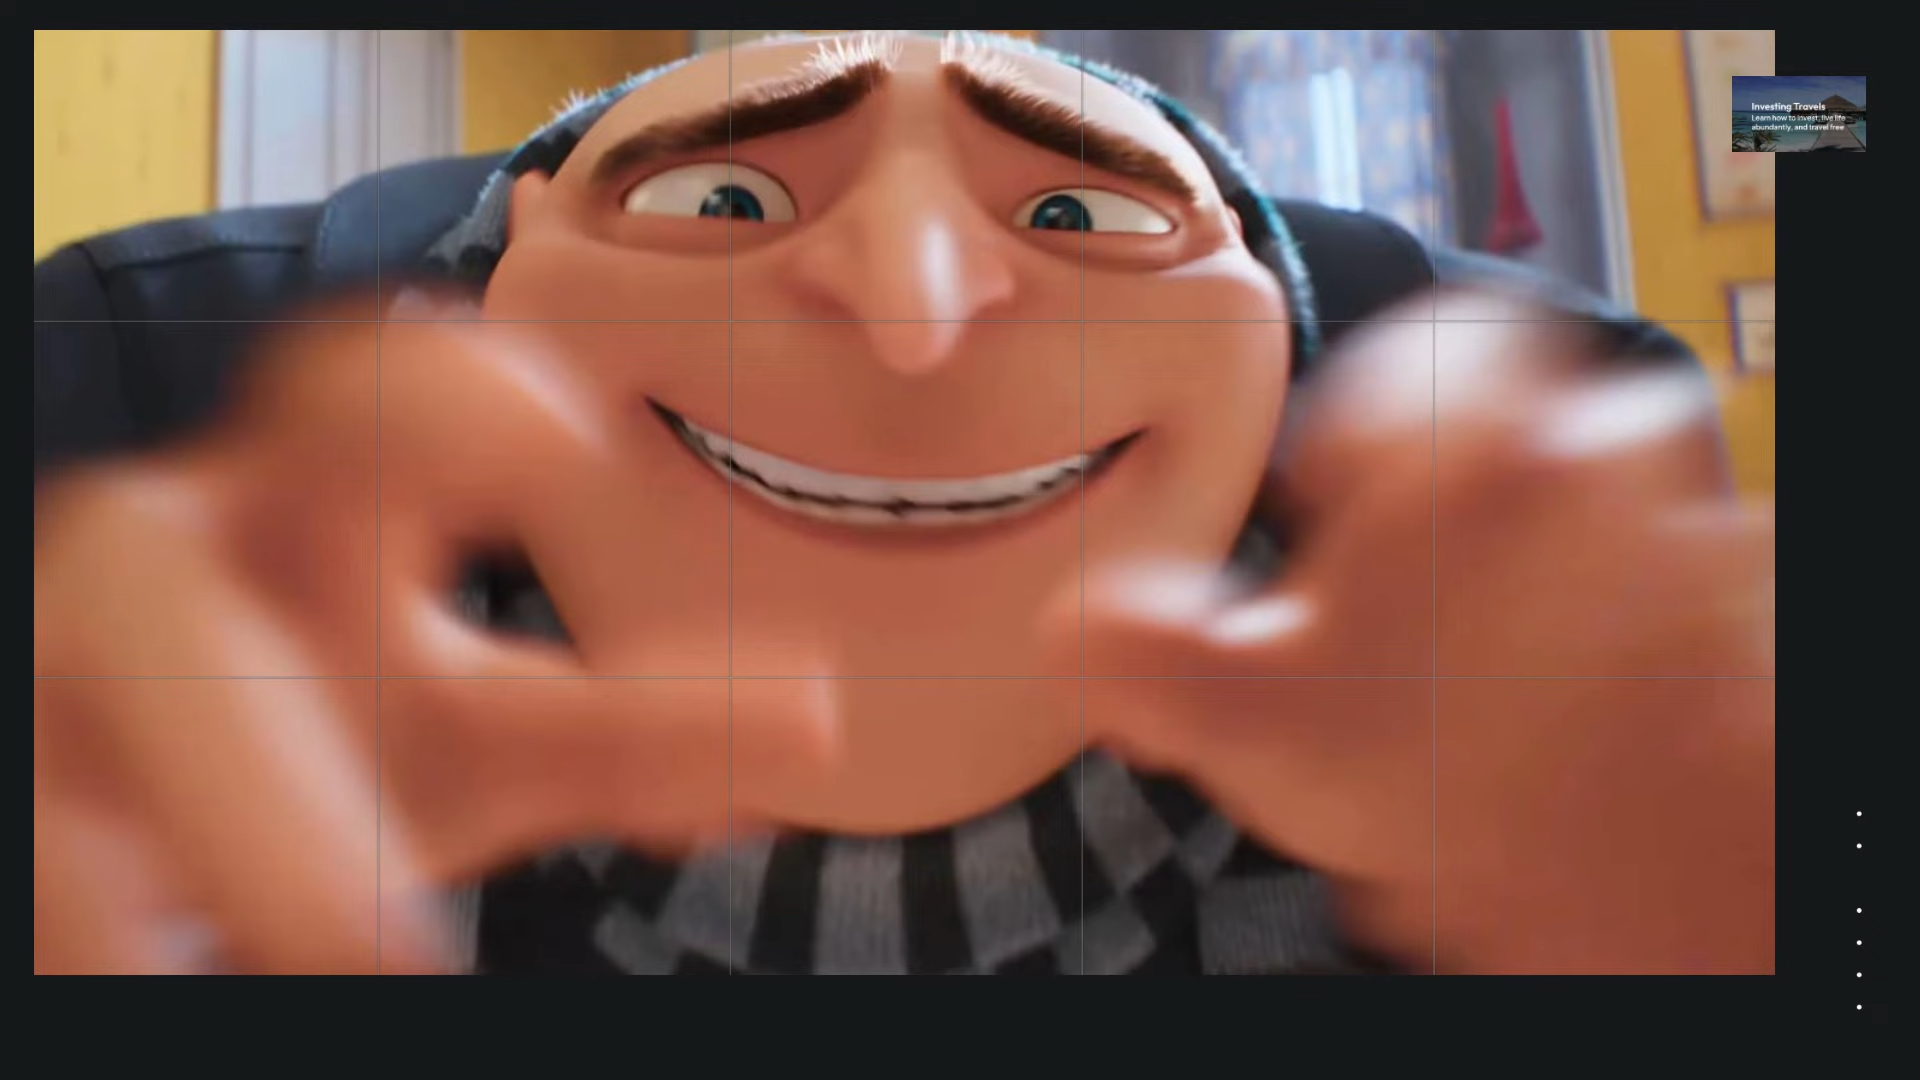 Investing Travels
Learn how to invest, live life
abundantly, and travel free